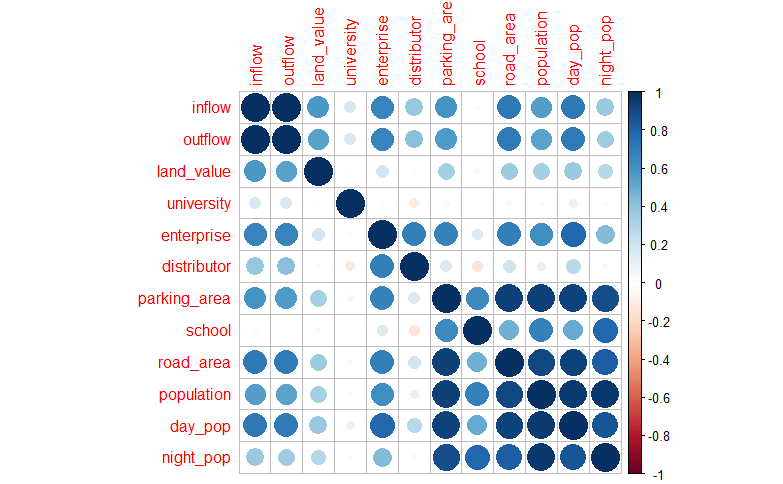 inflow
outflow
land_value
university
enterprise
distributor
parking_are
school
road_area
population
day_pop
night_pop
inflow
outflow
land_value
university
enterprise
distributor
parking_area
school
road_area
population
day_pop
night_pop
1
0.8
0.6
0.4
0.2
0
-0.2
-0.4
-0.6
-0.8
-1